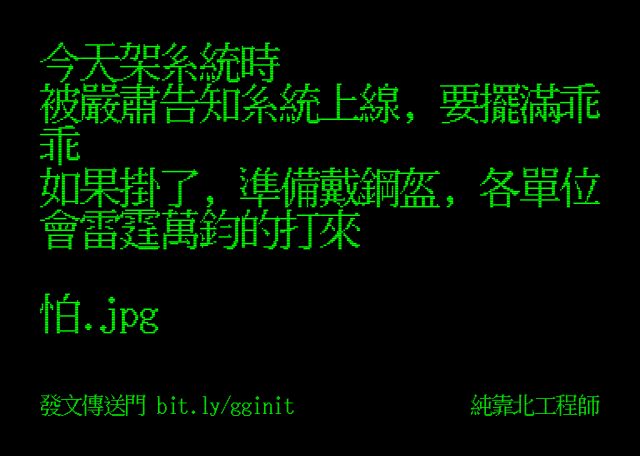 今天架系統時
被嚴肅告知系統上線，要擺滿乖
乖
如果掛了，準備戴鋼盔，各單位
會雷霆萬鈞的打來
怕.jpg
發文傳送門 bit.ly/gginit
純靠北工程師